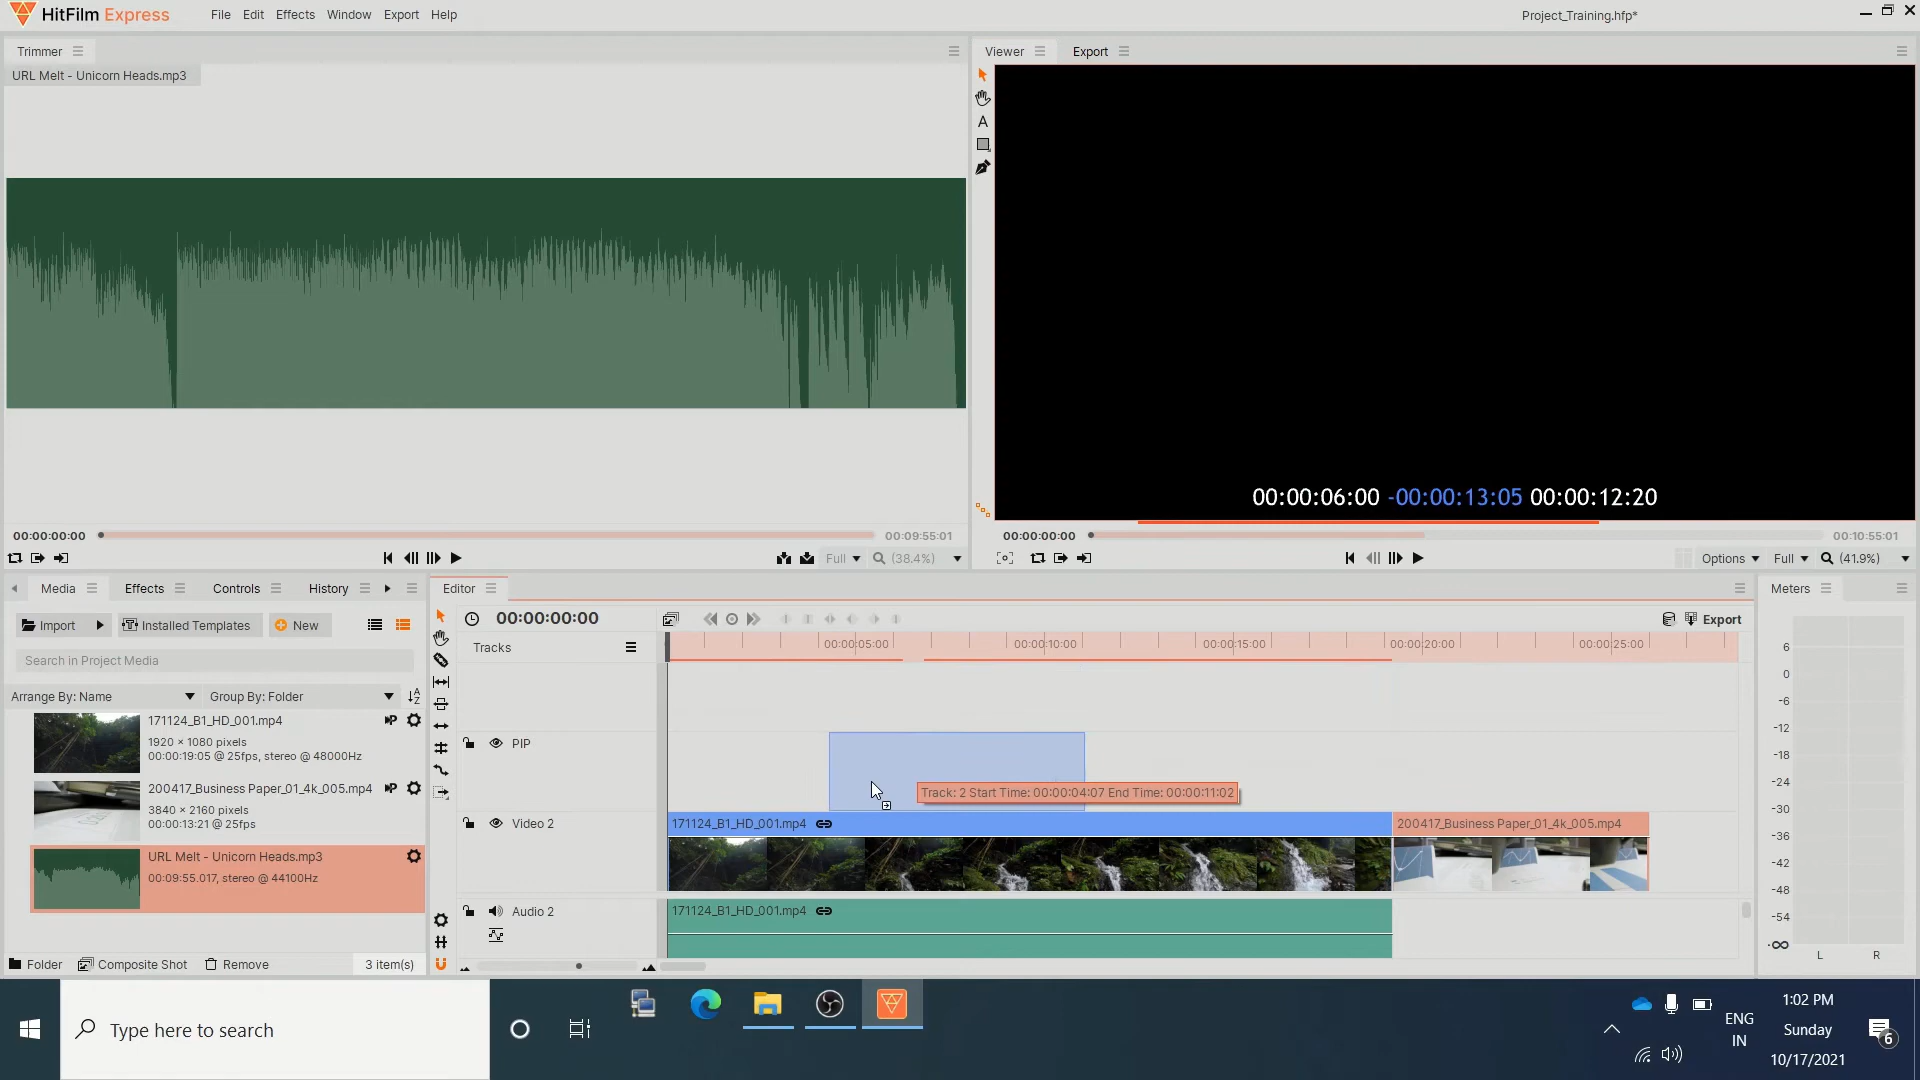 HitFilm Express
File Edit Effects Window Export Help
Project_Training.hfp*
Trimmer
Viewer
Export
URL Melt - Unicorn Heads.mp3
A
00:00:06:00 -00:00:13:05 00:00:12:20
00:00:00:00
00:09:55:01
00:00:00:00
00:10:55:01
Full
(38.4%)
Options
Full
(41.9%)
Media
Effects
Controls
History
Editor
Meters
Import
Installed Templates
New
00:00:00:00
Export
Search in Project Media
Tracks
00:00:05:00
00:00:10:00
00:00:15:00
00:00:20:00
00:00:25:00
Arrange By: Name
Group By: Folder
171124_B1_HD_001.mp4
1920 × 1080 pixels
00:00:19:05 @ 25fps, stereo @ 48000Hz
200417_Business Paper_01_4k_005.mp4
3840 × 2160 pixels
00:00:13:21 @ 25fps
URL Melt - Unicorn Heads.mp3
00:09:55.017, stereo @ 44100Hz
PIP
Track: 2 Start Time: 00:00:04:07 End Time: 00:00:11:02
Video 2
171124_B1_HD_001.mp4
200417_Business Paper_01_4k_005.mp4
Audio 2
171124_B1_HD_001.mp4
6
0
-6
-12
-18
-24
-30
-36
-42
-48
-54
-∞
L
R
Folder
Composite Shot
Remove
3 item(s)
Type here to search
ENG
IN
1:02 PM
Sunday
10/17/2021
6